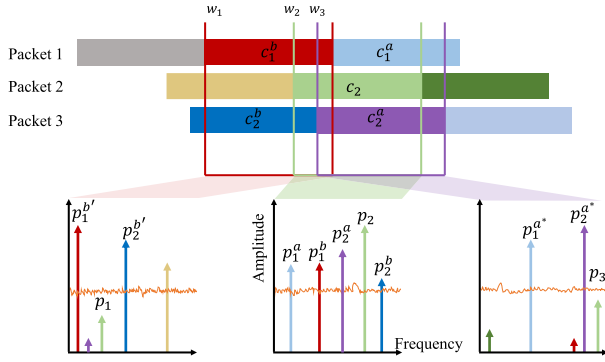 w₁ w₂ w₃
Packet 1 c₁ᵇ c₁ᵃ
Packet 2 c₂
Packet 3 c₂ᵇ c₂ᵃ
p₁ᵇ′ p₂ᵇ′ p₁
Amplitude
p₁ᵃ p₁ᵇ p₂ᵃ p₂ p₂ᵇ
Frequency
p₁ᵃ* p₂ᵃ* p₃